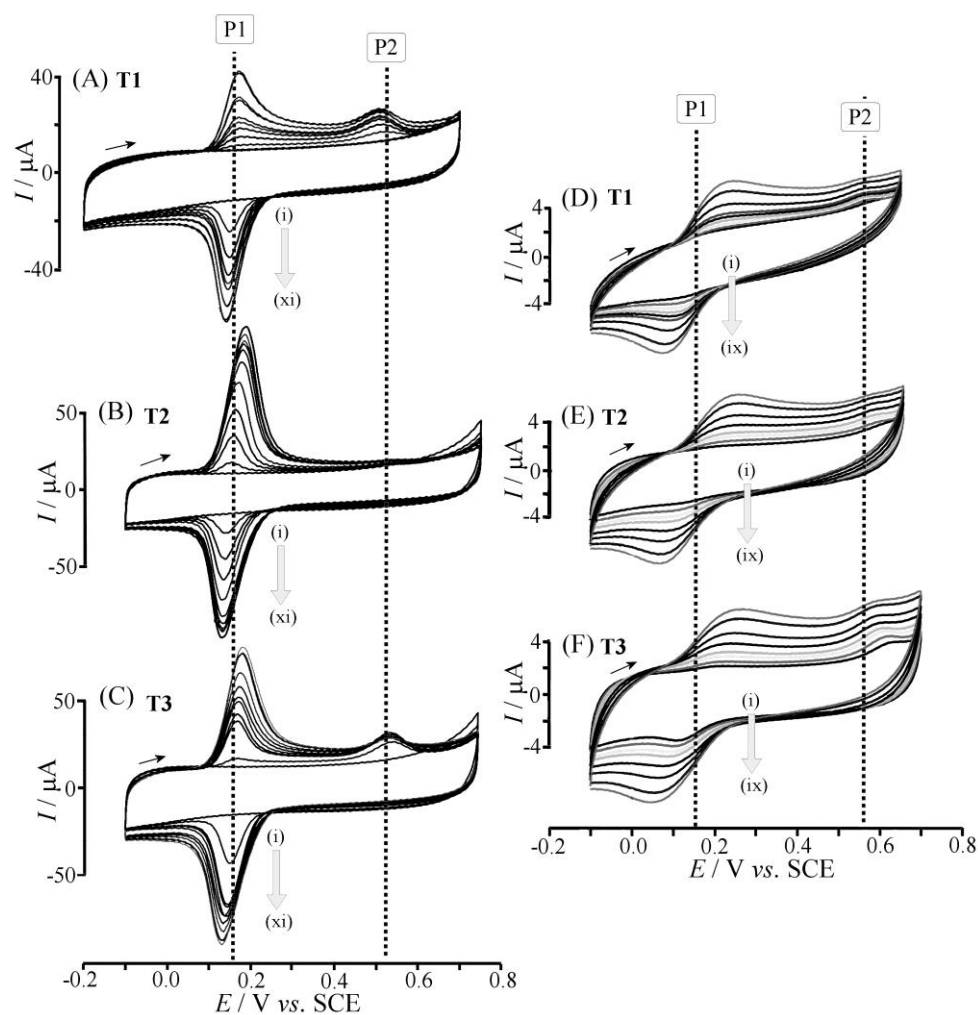 P1
P2
(A) T1
40
0
-40
I / µA
(i)
(xi)
(B) T2
50
0
-50
I / µA
(i)
(xi)
(C) T3
50
0
-50
I / µA
(i)
(xi)
-0.2 0.0 0.2 0.4 0.6 0.8
E / V vs. SCE
P1
P2
(D) T1
4
0
-4
I / µA
(i)
(ix)
(E) T2
4
0
-4
I / µA
(i)
(ix)
(F) T3
4
0
-4
I / µA
(i)
(ix)
-0.2 0.0 0.2 0.4 0.6 0.8
E / V vs. SCE